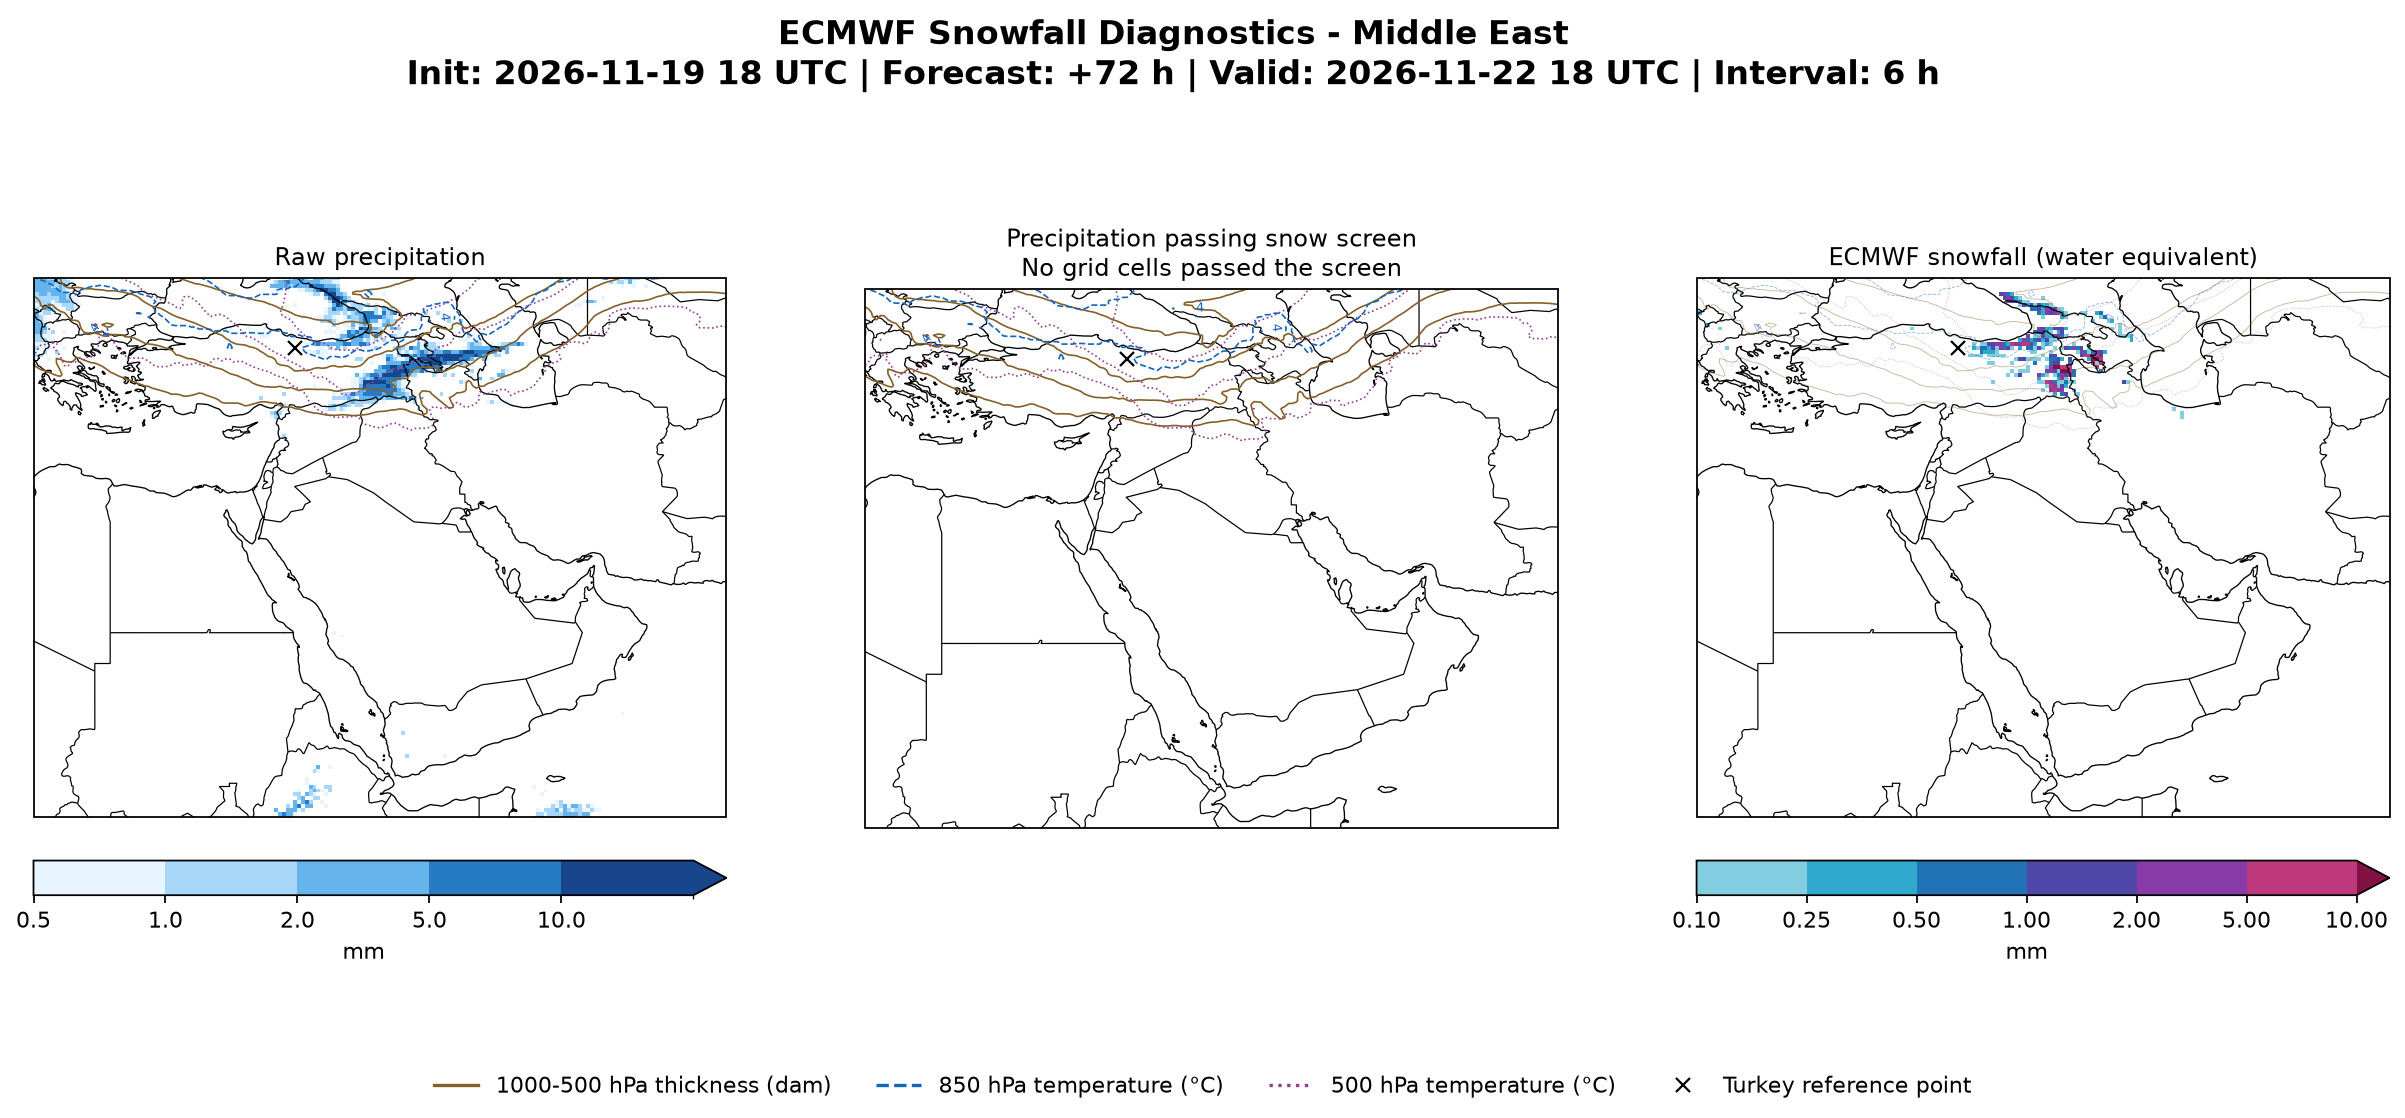 ECMWF Snowfall Diagnostics - Middle East
Init: 2026-11-19 18 UTC | Forecast: +72 h | Valid: 2026-11-22 18 UTC | Interval: 6 h
Raw precipitation
Precipitation passing snow screen
No grid cells passed the screen
ECMWF snowfall (water equivalent)
0.5 1.0 2.0 5.0 10.0
mm
0.10 0.25 0.50 1.00 2.00 5.00 10.00
mm
1000-500 hPa thickness (dam) 850 hPa temperature (°C) 500 hPa temperature (°C) Turkey reference point